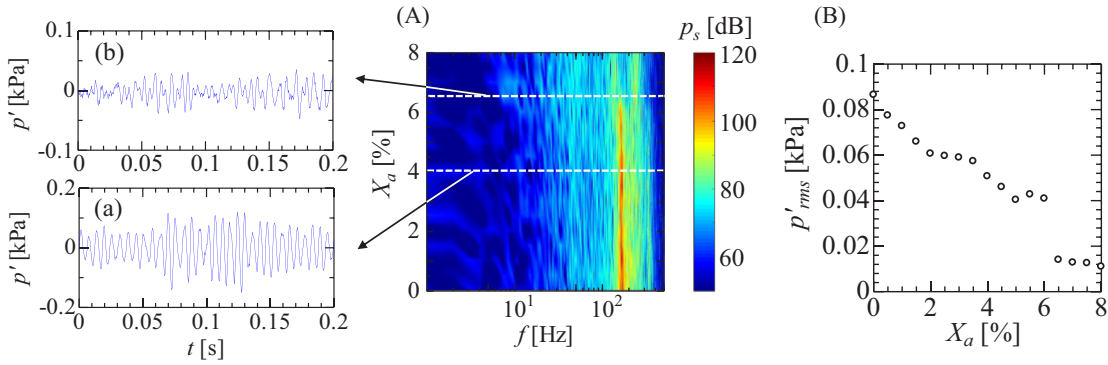 (A)
(B)
(b)
p' [kPa]
0.1
0
-0.1
0 0.05 0.1 0.15 0.2
(a)
p' [kPa]
0.2
0
-0.2
0 0.05 0.1 0.15 0.2
t [s]
X_a [%]
8
6
4
2
0
10^1 10^2
f [Hz]
p_s [dB]
120
100
80
60
p'_rms [kPa]
0.1
0.08
0.06
0.04
0.02
0
0 2 4 6 8
X_a [%]